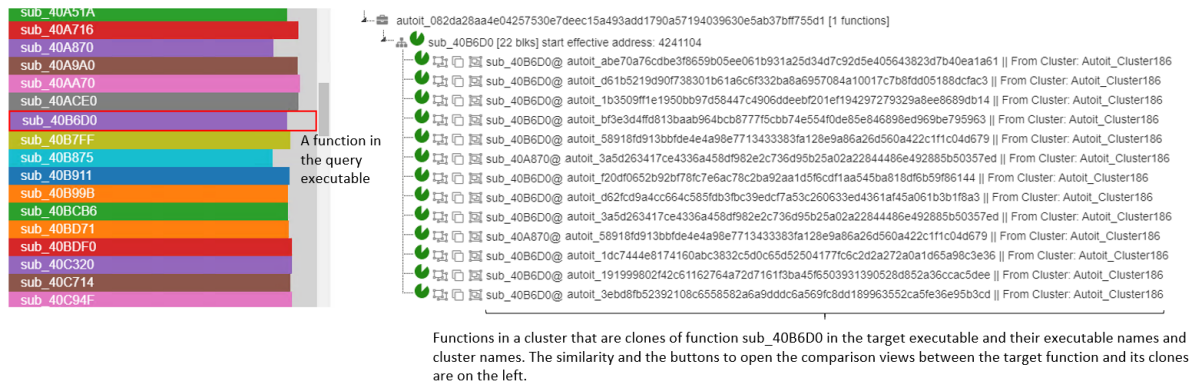 sub_40A51A
sub_40A716
sub_40A870
sub_40A9A0
sub_40AA70
sub_40ACE0
sub_40B6D0
sub_40B7FF
sub_40B875
sub_40B911
sub_40B99B
sub_40BCB6
sub_40BD71
sub_40BDF0
sub_40C320
sub_40C714
sub_40C94F
A function in
the query
executable
autoit_082da28aa4e04257530e7deec15a493add1790a57194039630e5ab37bff755d1 [1 functions]
sub_40B6D0 [22 blks] start effective address: 4241104
sub_40B6D0@ autoit_abe70a76cdbe3f8659b05ee061b931a25d34d7c92d5e405643823d7b40ea1a61 || From Cluster: Autoit_Cluster186
sub_40B6D0@ autoit_d61b5219d90f738301b61a6c6f332ba8a6957084a10017c7b8fdd05188dcfac3 || From Cluster: Autoit_Cluster186
sub_40B6D0@ autoit_1b3509ff1e1950bb97d58447c4906ddeebf201ef194297279329a8ee8689db14 || From Cluster: Autoit_Cluster186
sub_40B6D0@ autoit_bf3e3d4ffd813baab964bcb8777f5cbb74e554f0de85e846898ed969be795963 || From Cluster: Autoit_Cluster186
sub_40B6D0@ autoit_58918fd913bbfde4e4a98e7713433383fa128e9a86a26d560a422c1f1c04d679 || From Cluster: Autoit_Cluster186
sub_40A870@ autoit_3a5d263417ce4336a458df982e2c736d95b25a02a22844486e492885b50357ed || From Cluster: Autoit_Cluster186
sub_40B6D0@ autoit_f20df0652b92bf78fc7e6ac78c2ba92aa1d5f6cdf1aa545ba818df6b59f86144 || From Cluster: Autoit_Cluster186
sub_40B6D0@ autoit_d62fcd9a4cc664c585fdb3fbc39edcf7a53c260633ed4361af45a061b3b1f8a3 || From Cluster: Autoit_Cluster186
sub_40B6D0@ autoit_3a5d263417ce4336a458df982e2c736d95b25a02a22844486e492885b50357ed || From Cluster: Autoit_Cluster186
sub_40A870@ autoit_58918fd913bbfde4e4a98e7713433383fa128e9a86a26d560a422c1f1c04d679 || From Cluster: Autoit_Cluster186
sub_40B6D0@ autoit_1dc7444e8174160abc3832c5d0c65d52504177fc6c2d2a272a0a1d65a98c3e36 || From Cluster: Autoit_Cluster186
sub_40B6D0@ autoit_191999802f42c61162764a72d7161f3ba45f6503931390528d852a36ccac5dee || From Cluster: Autoit_Cluster186
sub_40B6D0@ autoit_3ebd8fb52392108c6558582a6a9dddc6a569fc8dd189963552ca5fe36e95b3cd || From Cluster: Autoit_Cluster186
Functions in a cluster that are clones of function sub_40B6D0 in the target executable and their executable names and
cluster names. The similarity and the buttons to open the comparison views between the target function and its clones
are on the left.